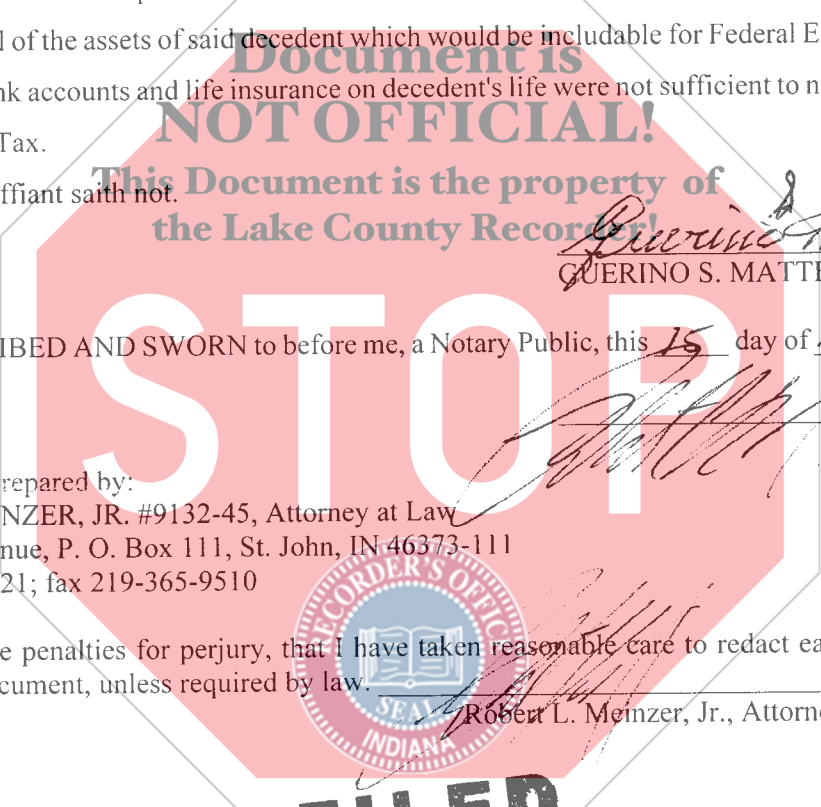 l of the assets of said decedent which would be includable for Federal E
Document is
nk accounts and life insurance on decedent's life were not sufficient to n
NOT OFFICIAL!
Tax.
This Document is the property of
ffiant saith not.
the Lake County Recorder!
Guerino S
GUERINO S. MATTE
STOP
IBED AND SWORN to before me, a Notary Public, this 15 day of
repared by:
NZER, JR. #9132-45, Attorney at Law
nue, P. O. Box 111, St. John, IN 46373-111
21; fax 219-365-9510
RECORDER'S OFFICE
e penalties for perjury, that I have taken reasonable care to redact ea
cument, unless required by law.
SEAL
Robert L. Meinzer, Jr., Attorne
INDIANA
FILED